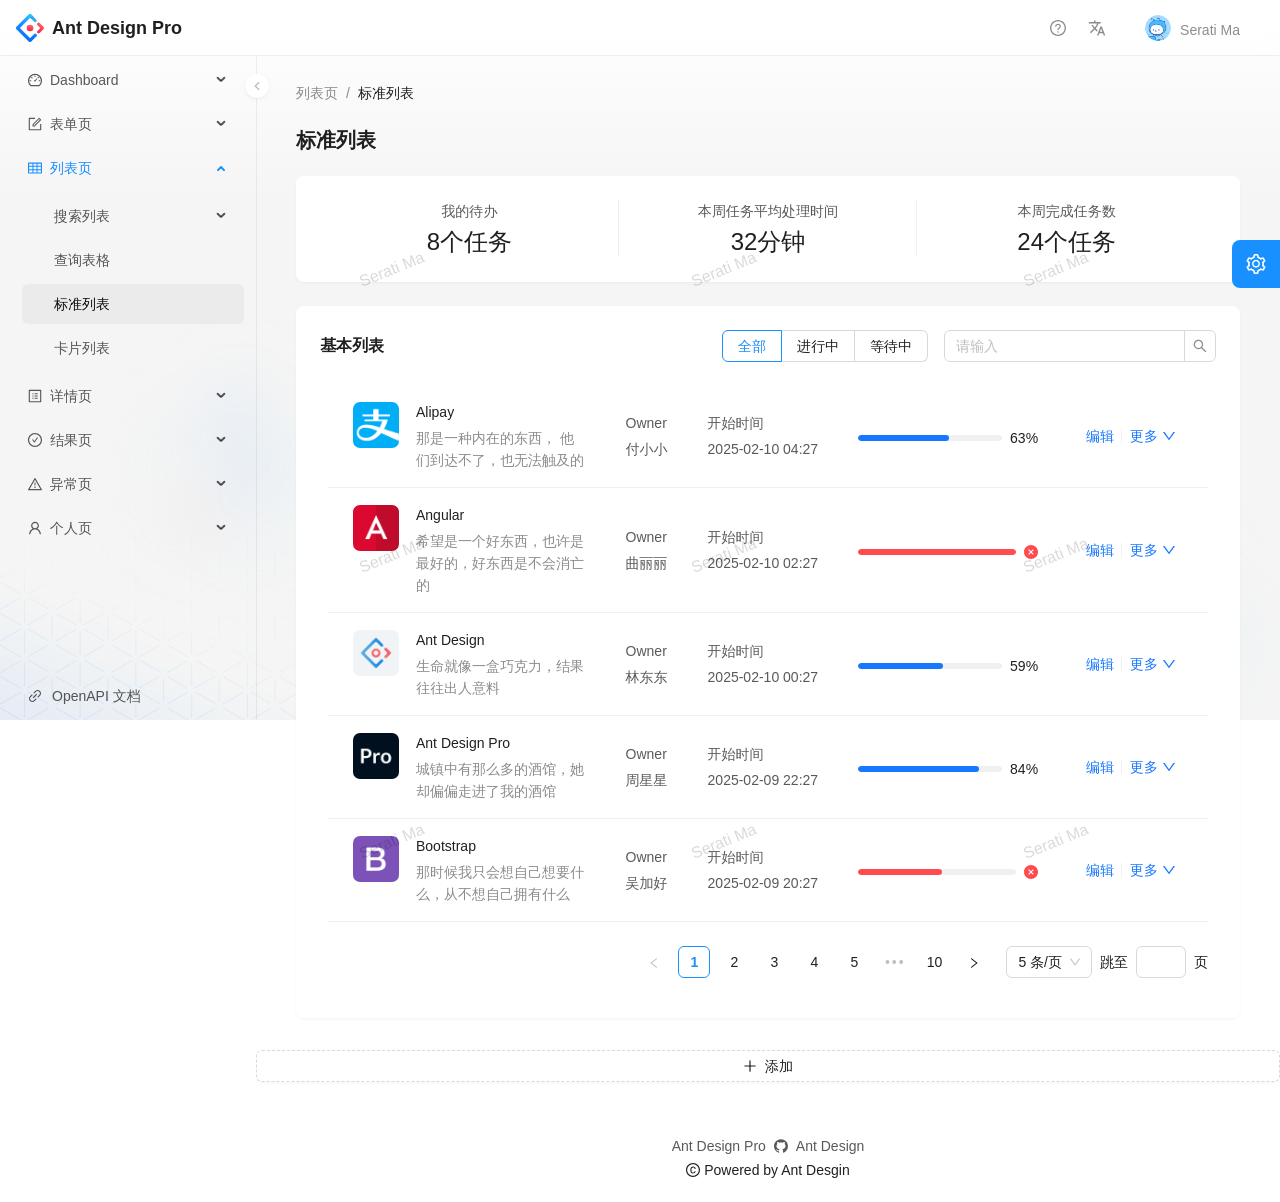 Ant Design Pro
Serati Ma
Dashboard
表单页
列表页
搜索列表
查询表格
标准列表
卡片列表
详情页
结果页
异常页
个人页
OpenAPI 文档
列表页 / 标准列表
标准列表
我的待办
8个任务
本周任务平均处理时间
32分钟
本周完成任务数
24个任务
Serati Ma Serati Ma Serati Ma
基本列表
全部 进行中 等待中 请输入
Alipay
那是一种内在的东西， 他
们到达不了，也无法触及的
Owner
付小小
开始时间
2025-02-10 04:27
63%
编辑 更多
Angular
希望是一个好东西，也许是
最好的，好东西是不会消亡
的
Owner
曲丽丽
开始时间
2025-02-10 02:27
编辑 更多
Serati Ma Serati Ma Serati Ma
Ant Design
生命就像一盒巧克力，结果
往往出人意料
Owner
林东东
开始时间
2025-02-10 00:27
59%
编辑 更多
Pro
Ant Design Pro
城镇中有那么多的酒馆，她
却偏偏走进了我的酒馆
Owner
周星星
开始时间
2025-02-09 22:27
84%
编辑 更多
Bootstrap
那时候我只会想自己想要什
么，从不想自己拥有什么
Owner
吴加好
开始时间
2025-02-09 20:27
编辑 更多
Serati Ma Serati Ma Serati Ma
1 2 3 4 5 ••• 10 5 条/页 跳至 页
添加
Ant Design Pro Ant Design
© Powered by Ant Desgin